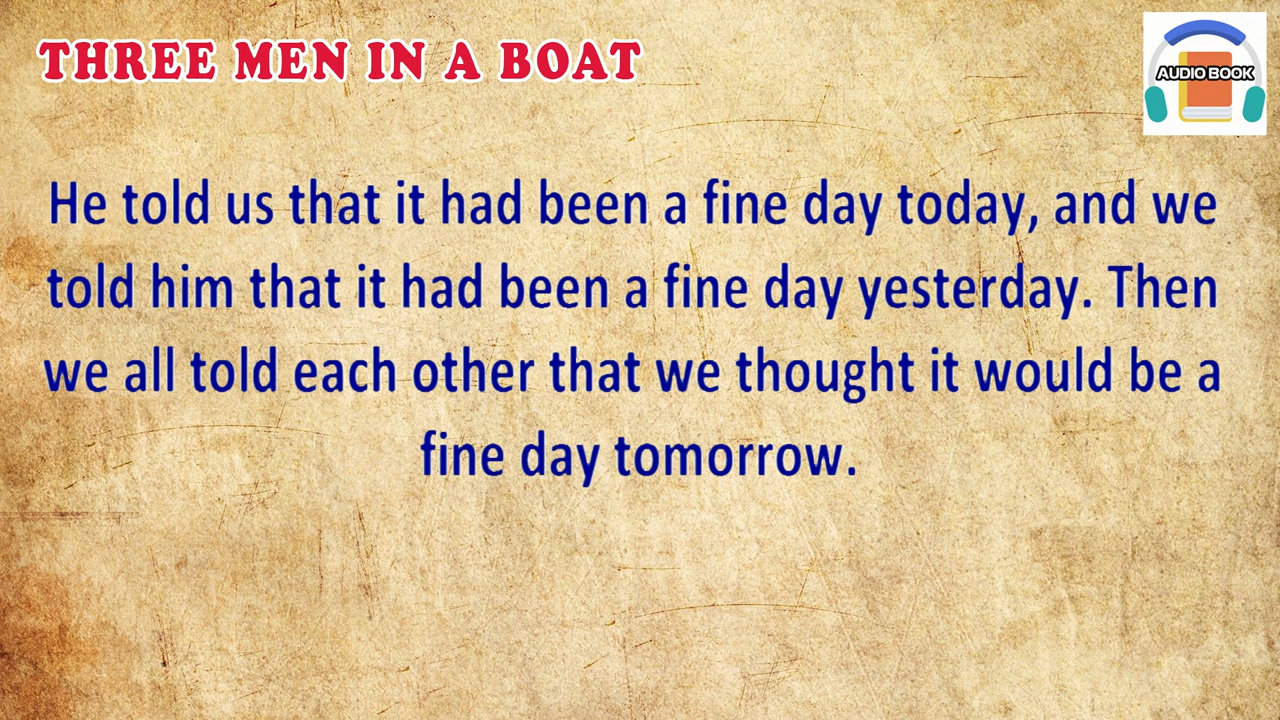 THREE MEN IN A BOAT
AUDIO BOOK
He told us that it had been a fine day today, and we
told him that it had been a fine day yesterday. Then
we all told each other that we thought it would be a
fine day tomorrow.